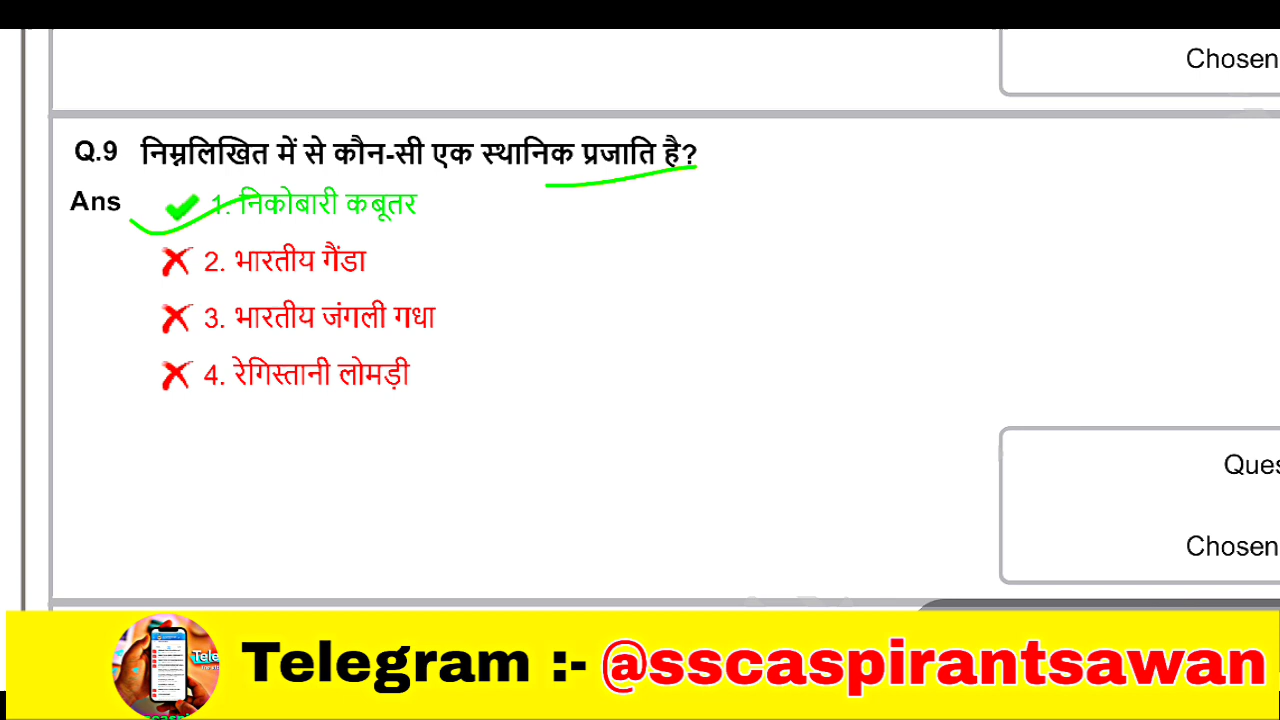 Chosen
Q.9 निम्नलिखित में से कौन-सी एक स्थानिक प्रजाति है?
Ans 1. निकोबारी कबूतर
2. भारतीय गैंडा
3. भारतीय जंगली गधा
4. रेगिस्तानी लोमड़ी
Ques
Chosen
Telegram :- @sscaspirantsawan